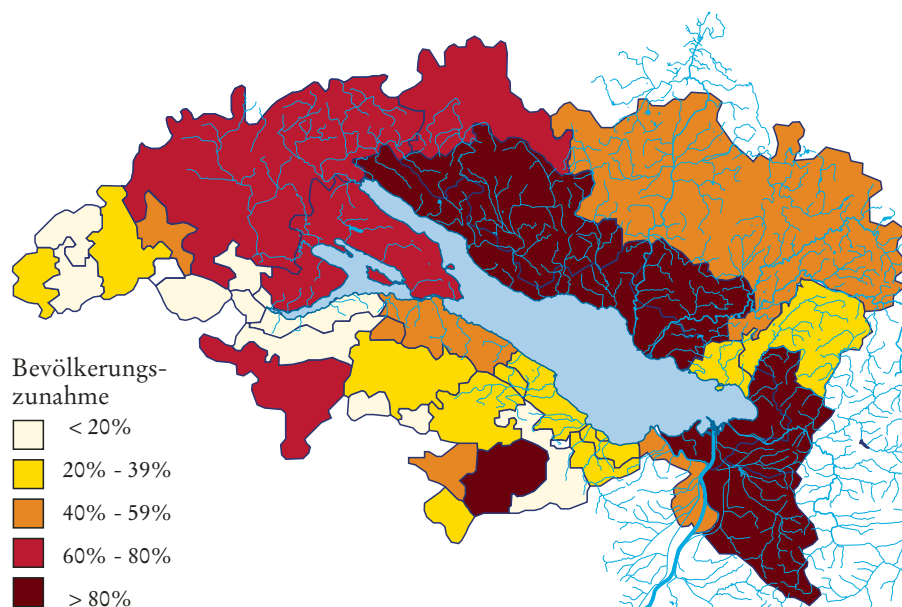 Bevölkerungs-
zunahme
< 20%
20% - 39%
40% - 59%
60% - 80%
> 80%